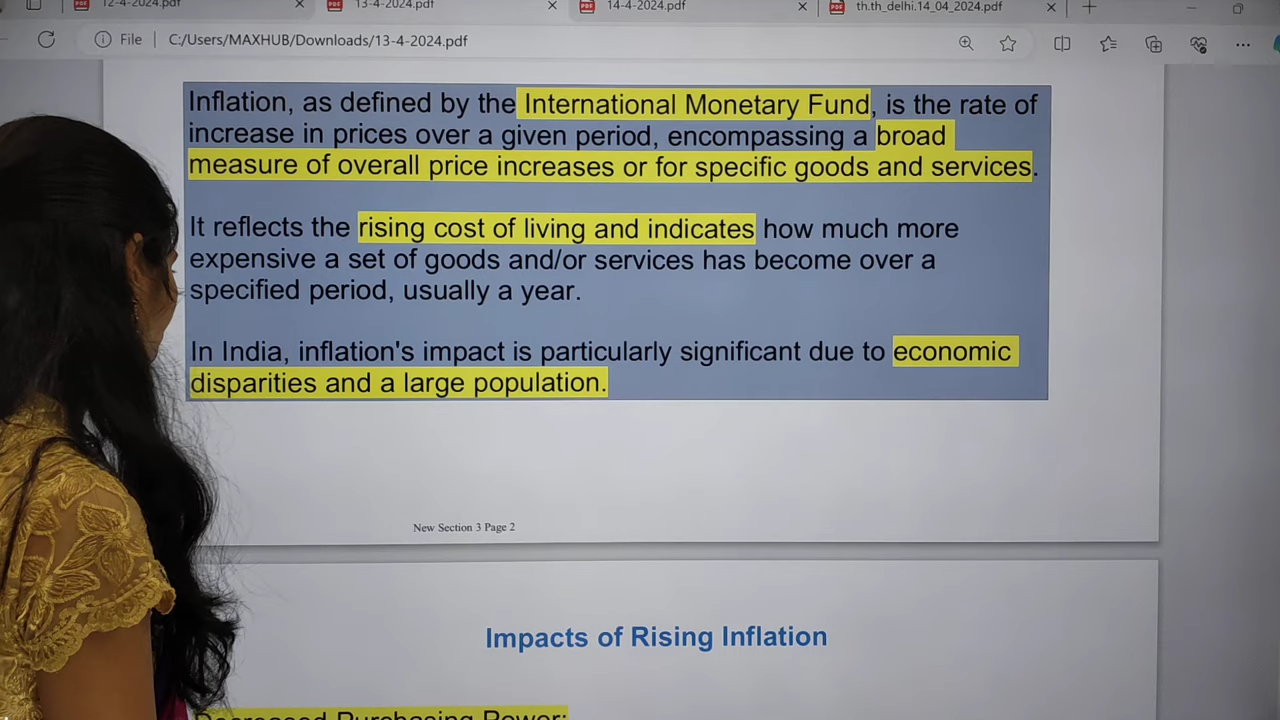 12-4-2024.pdf
13-4-2024.pdf
14-4-2024.pdf
th.th_delhi.14_04_2024.pdf
File
C:/Users/MAXHUB/Downloads/13-4-2024.pdf
Inflation, as defined by the International Monetary Fund, is the rate of
increase in prices over a given period, encompassing a broad
measure of overall price increases or for specific goods and services.
It reflects the rising cost of living and indicates how much more
expensive a set of goods and/or services has become over a
specified period, usually a year.
In India, inflation's impact is particularly significant due to economic
disparities and a large population.
New Section 3 Page 2
Impacts of Rising Inflation
Decreased Purchasing Power: